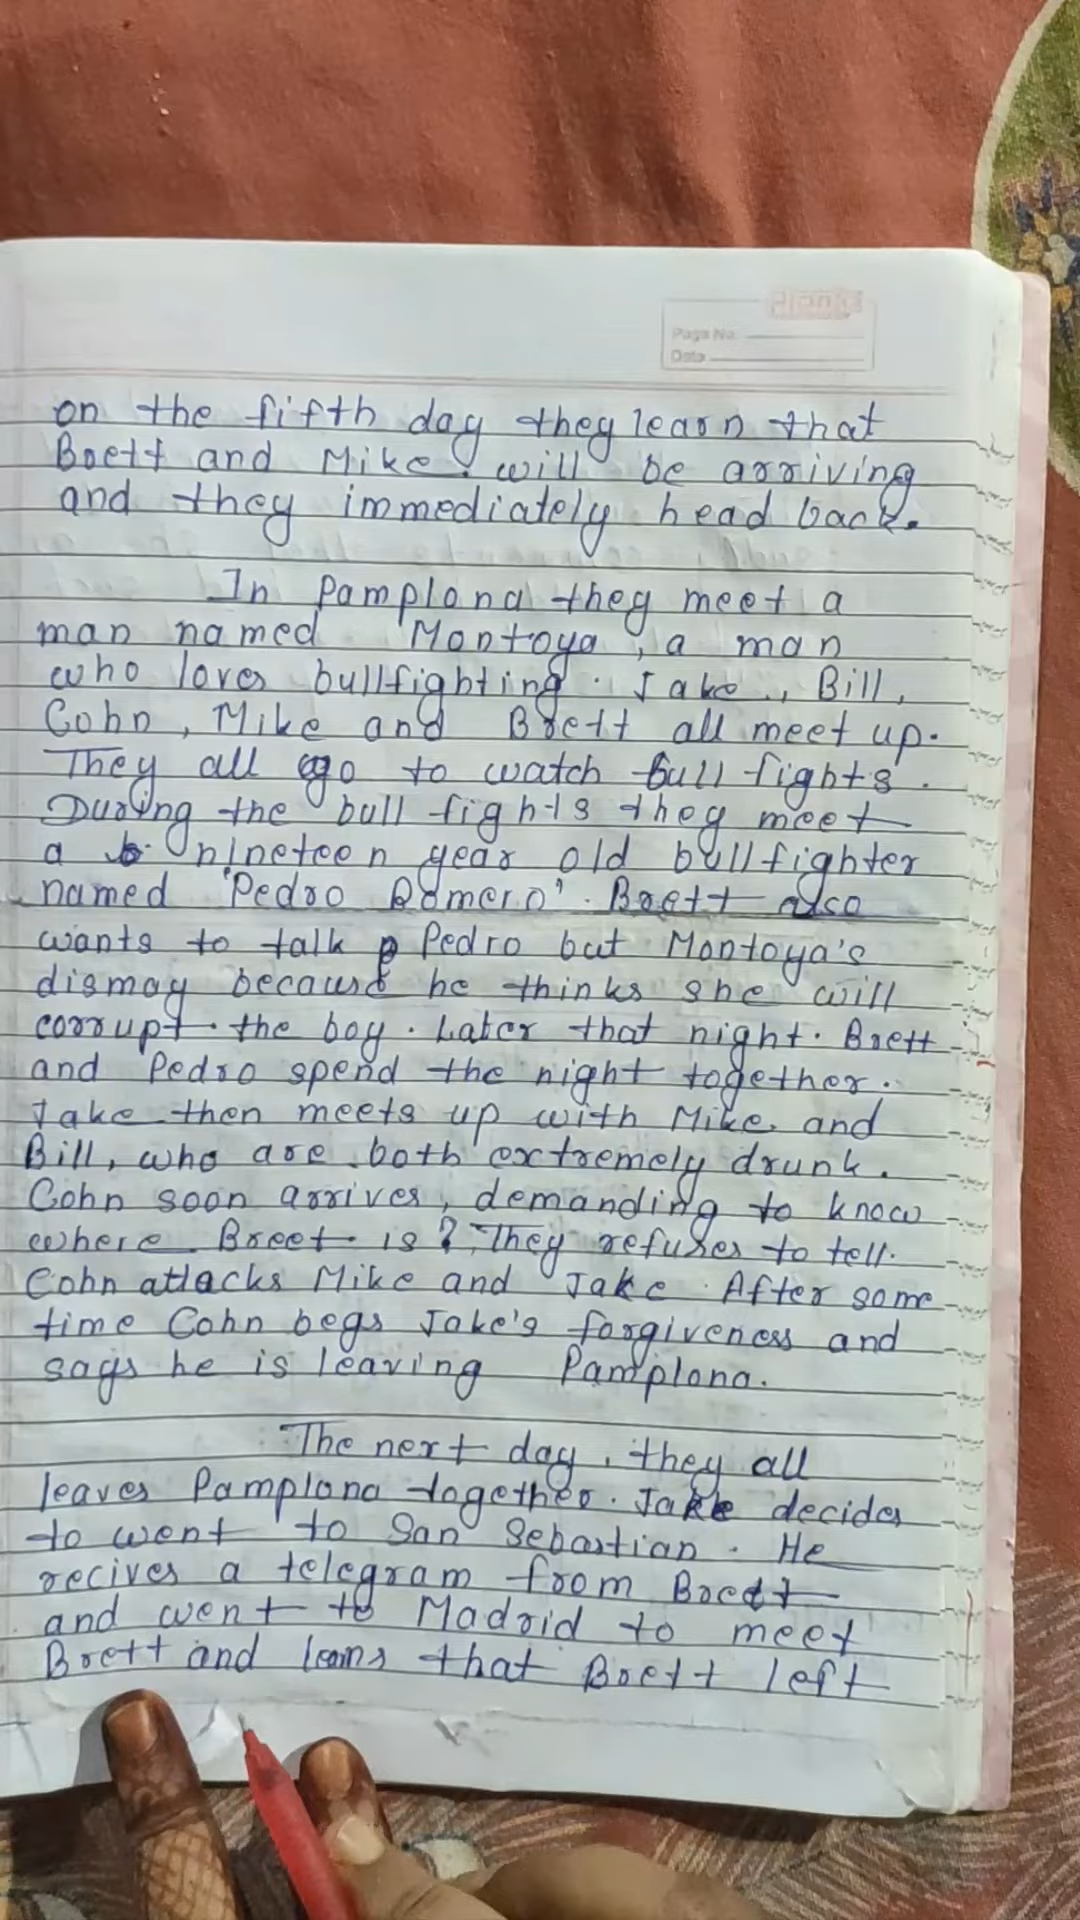 Page No.
Date
on the fifth day they learn that
Brett and Mike will be arriving
and they immediately head back.
In Pamplona they meet a
man named 'Montoya, a man
who loves bullfighting. Jake, Bill,
Cohn, Mike and Brett all meet up.
They all go to watch bull fights.
During the bull fights they meet
a nineteen year old bullfighter
named 'Pedro Romero'. Brett also
wants to talk Pedro but Montoya's
dismay because he thinks she will
corrupt the boy. Later that night. Brett
and Pedro spend the night together.
Jake then meets up with Mike and
Bill, who are both extremely drunk.
Cohn soon arrives, demanding to know
where Breet is? They refuses to tell.
Cohn attacks Mike and Jake. After some
time Cohn begs Jake's forgiveness and
says he is leaving Pamplona.
The next day, they all
leaves Pamplona together. Jake decides
to went to San Sebastian. He
recives a telegram from Brett
and went to Madrid to meet
Brett and learns that Brett left